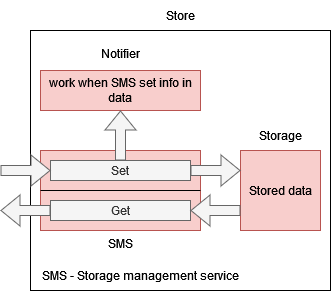 Store
Notifier
work when SMS set info in
data
Storage
Set
Stored data
Get
SMS
SMS - Storage management service